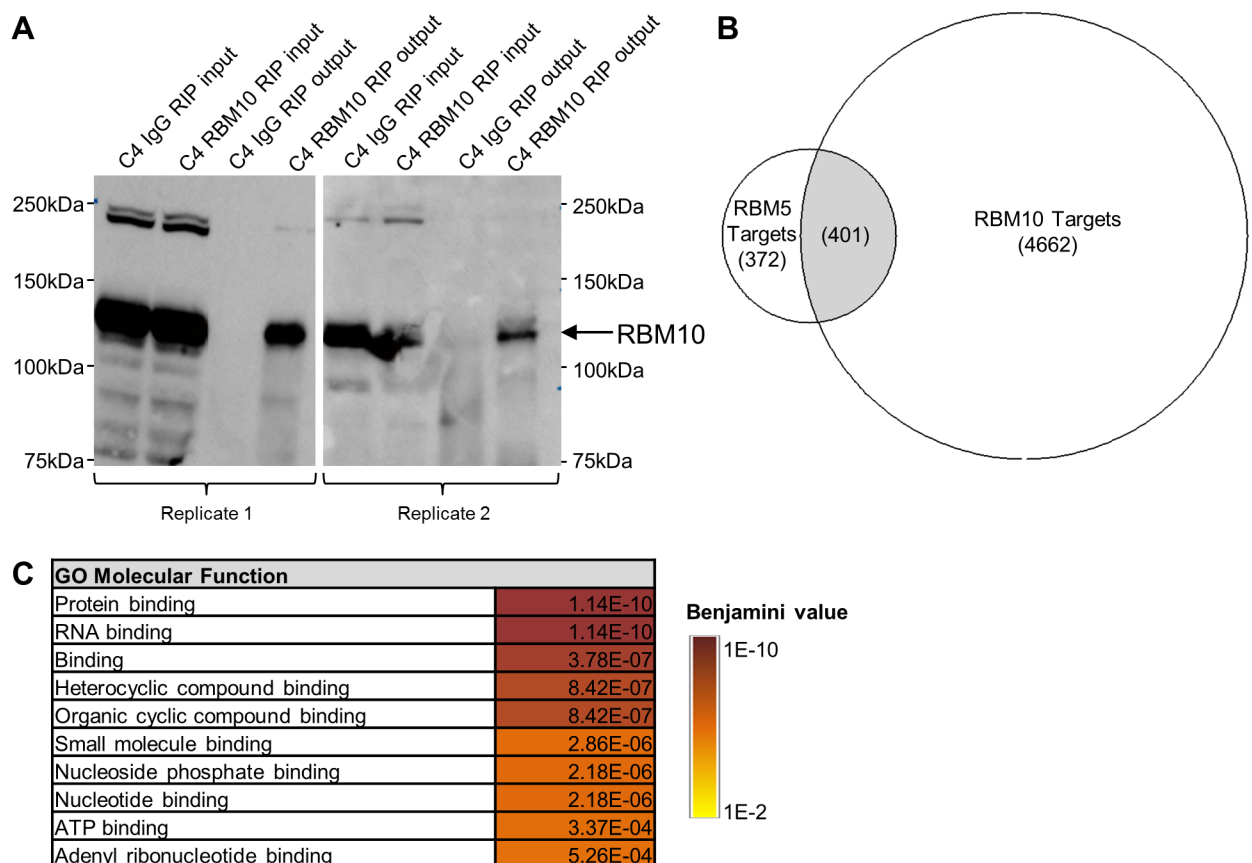 A
C4 IgG RIP input
C4 RBM10 RIP input
C4 IgG RIP output
C4 RBM10 RIP output
C4 IgG RIP input
C4 RBM10 RIP input
C4 IgG RIP output
C4 RBM10 RIP output
250kDa
150kDa
100kDa
75kDa
250kDa
150kDa
100kDa
75kDa
RBM10
Replicate 1
Replicate 2
B
RBM5
Targets
(372)
(401)
RBM10 Targets
(4662)
C
GO Molecular Function
Protein binding 1.14E-10
RNA binding 1.14E-10
Binding 3.78E-07
Heterocyclic compound binding 8.42E-07
Organic cyclic compound binding 8.42E-07
Small molecule binding 2.86E-06
Nucleoside phosphate binding 2.18E-06
Nucleotide binding 2.18E-06
ATP binding 3.37E-04
Adenyl ribonucleotide binding 5.26E-04
Benjamini value
1E-10
1E-2